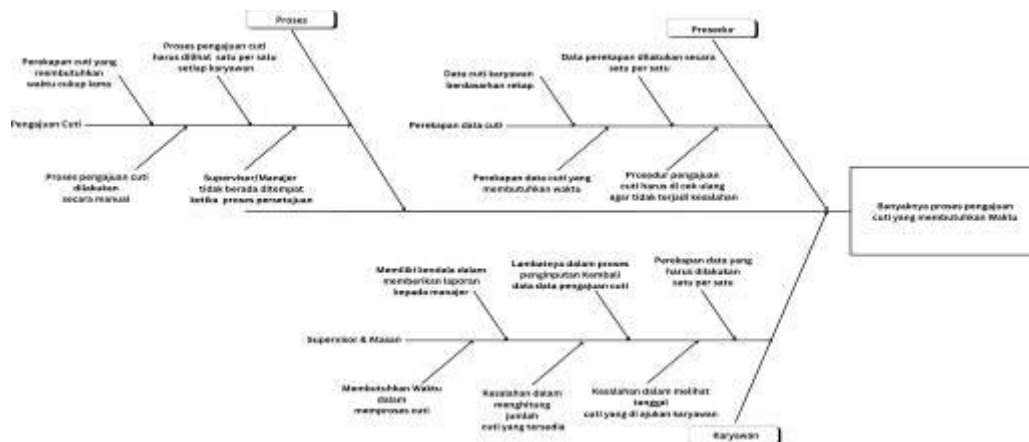 Proses
Prosedur
Proses pengajuan cuti
harus dilihat satu per satu
setiap karyawan
Perekapan cuti yang
membutuhkan
waktu cukup lama
Data perekapan dilakukan secara
satu per satu
Data cuti karyawan
berdasarkan rekap
Pengajuan Cuti
Perekapan data cuti
Proses pengajuan cuti
dilakukan
secara manual
Supervisor/Manajer
tidak berada ditempat
ketika proses persetujuan
Perekapan data cuti yang
membutuhkan waktu
Prosedur pengajuan
cuti harus di cek ulang
agar tidak terjadi kesalahan
Banyaknya proses pengajuan
cuti yang membutuhkan Waktu
Memiliki kendala dalam
memberikan laporan
kepada manajer
Lambatnya dalam proses
penginputan Kembali
data data pengajuan cuti
Perekapan data yang
harus dilakukan
satu per satu
Supervisor & Atasan
Membutuhkan Waktu
dalam
memproses cuti
Kesalahan dalam
menghitung
jumlah
cuti yang tersedia
Kesalahan dalam melihat
tanggal
cuti yang di ajukan karyawan
Karyawan